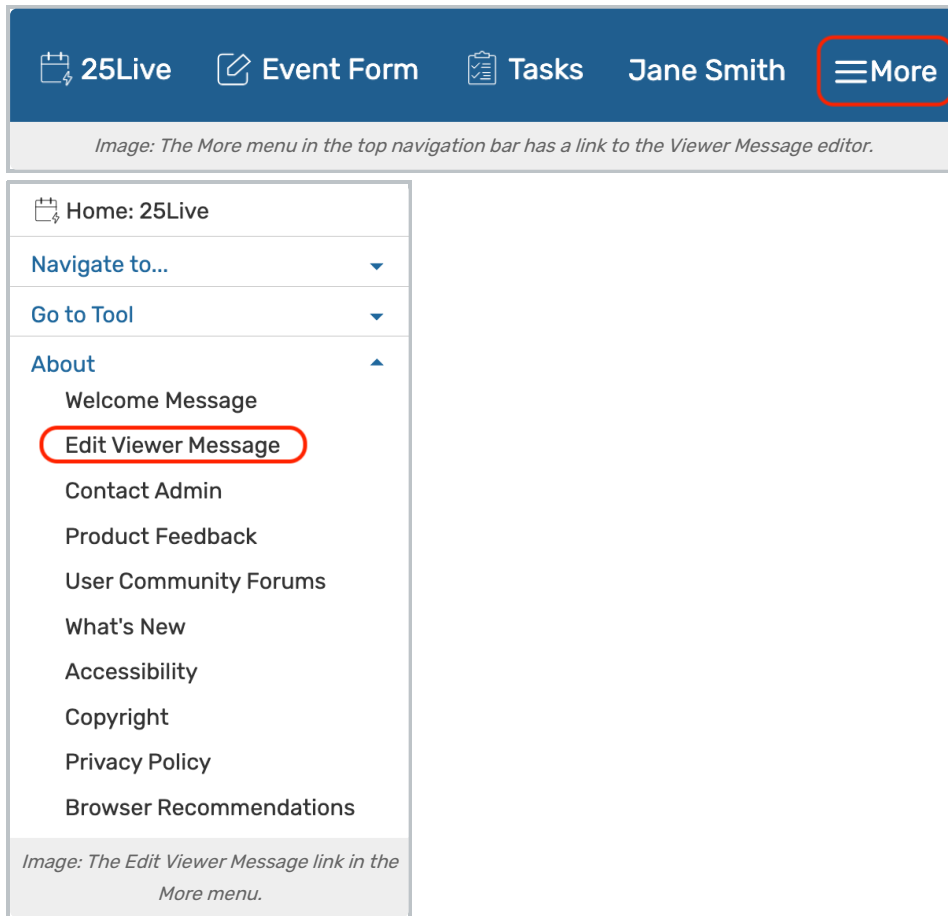 25Live Event Form Tasks Jane Smith More
Image: The More menu in the top navigation bar has a link to the Viewer Message editor.
Home: 25Live
Navigate to...
Go to Tool
About
Welcome Message
Edit Viewer Message
Contact Admin
Product Feedback
User Community Forums
What's New
Accessibility
Copyright
Privacy Policy
Browser Recommendations
Image: The Edit Viewer Message link in the
More menu.